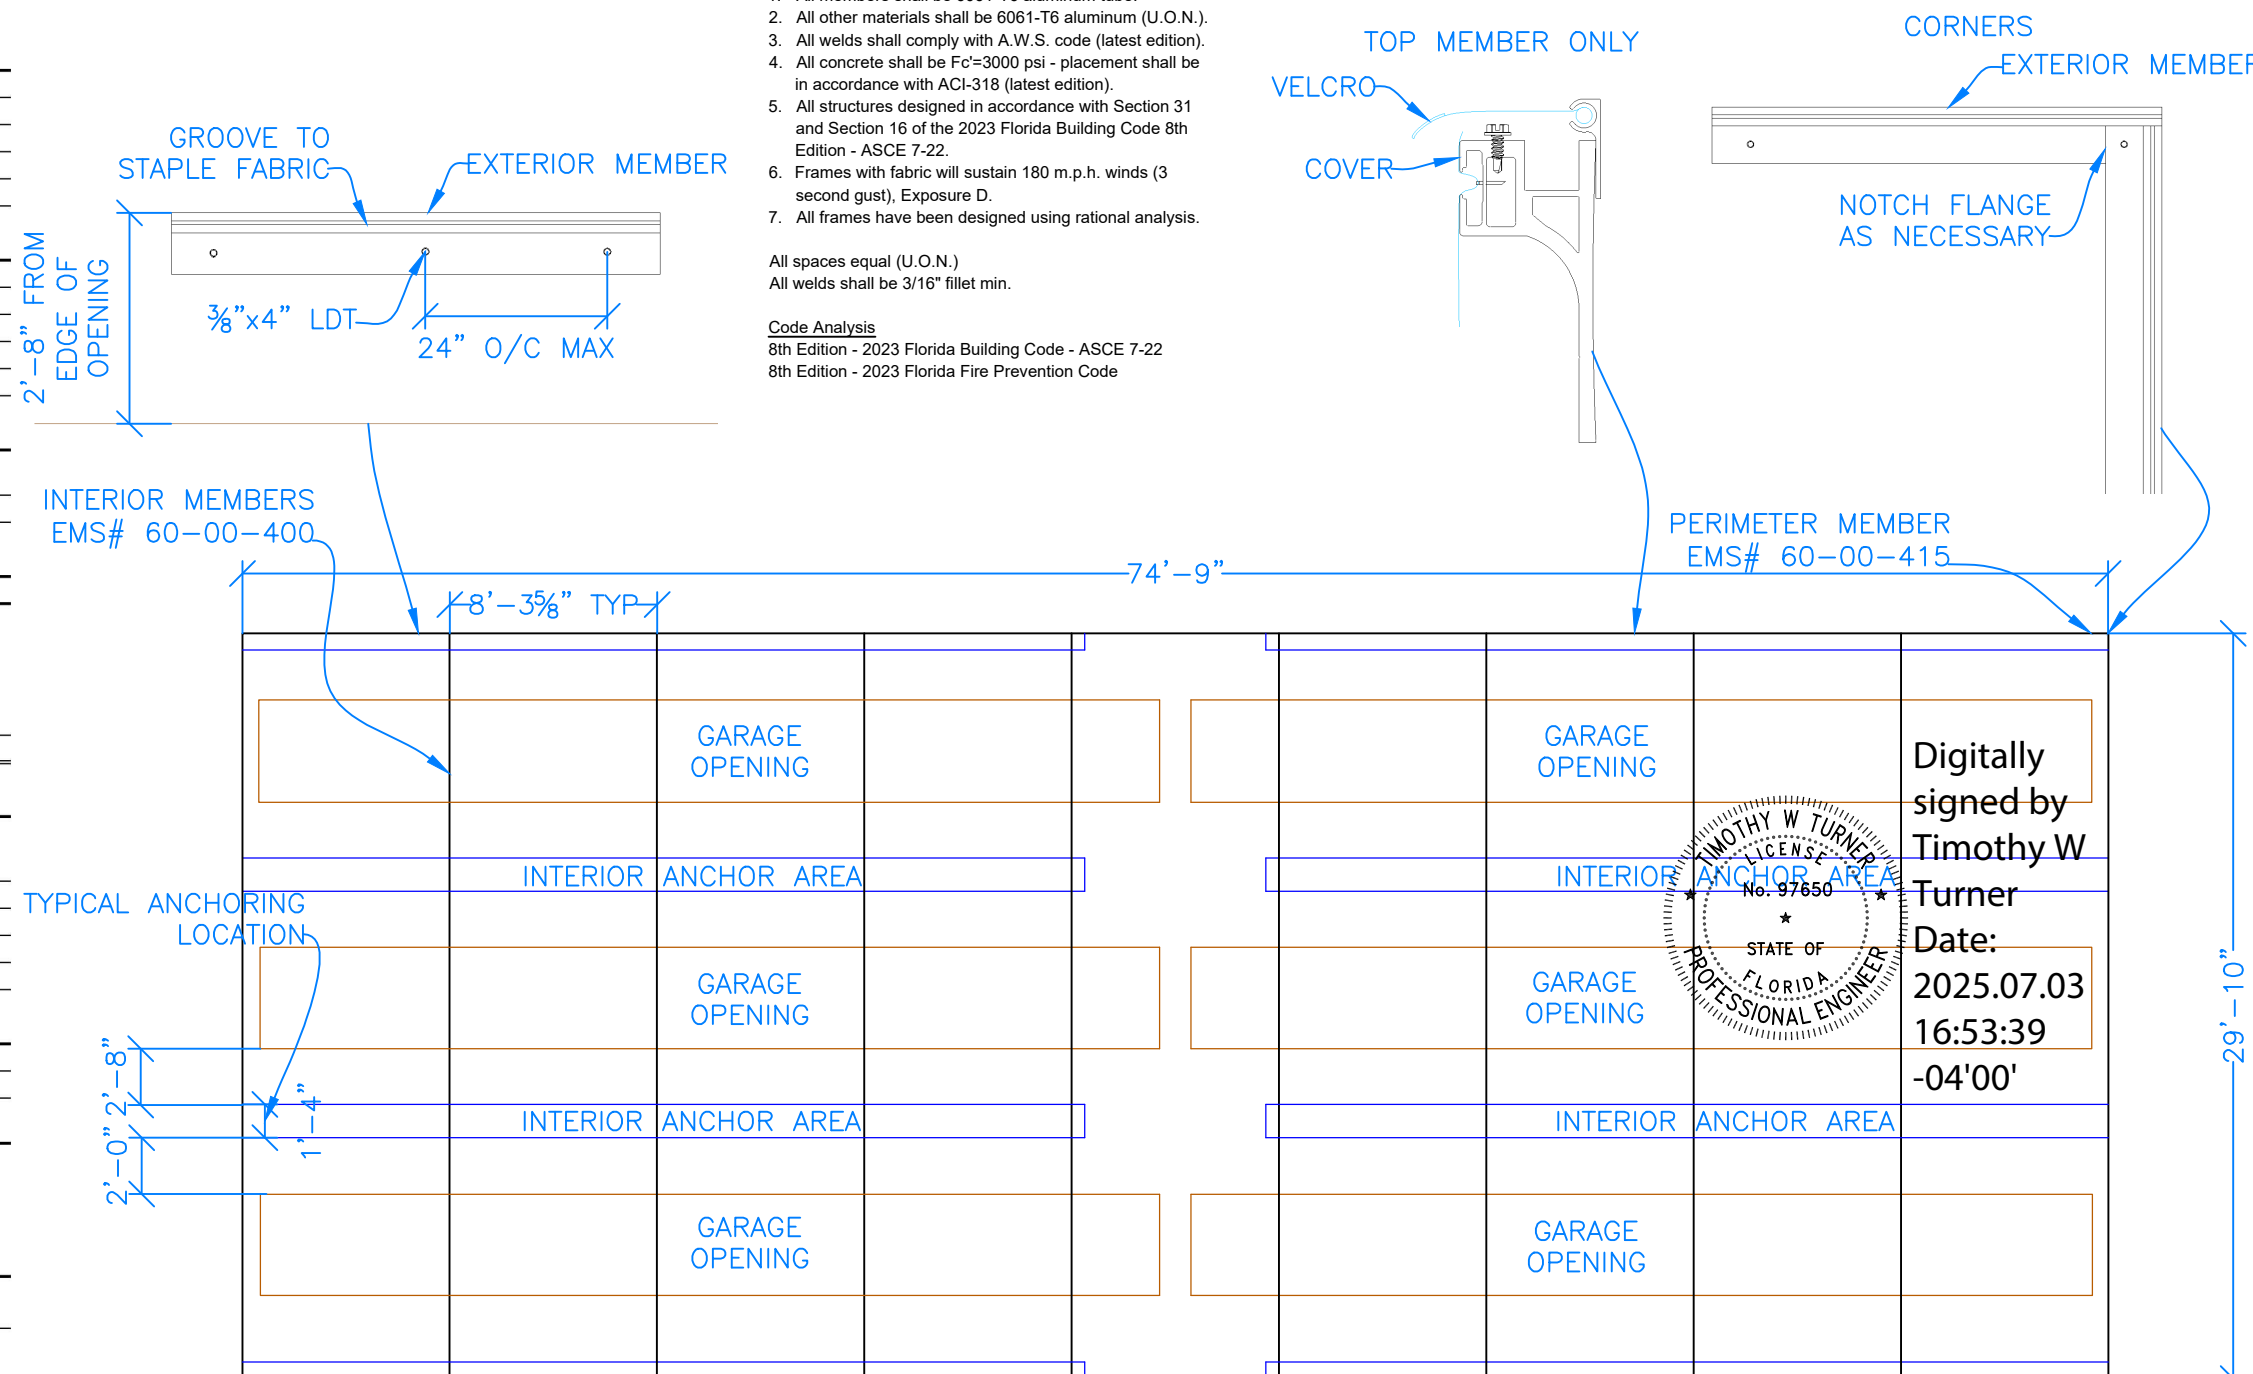 1. All members shall be 6061-T6 aluminum tube.
2. All other materials shall be 6061-T6 aluminum (U.O.N.).
3. All welds shall comply with A.W.S. code (latest edition).
4. All concrete shall be Fc'=3000 psi - placement shall be
in accordance with ACI-318 (latest edition).
5. All structures designed in accordance with Section 31
and Section 16 of the 2023 Florida Building Code 8th
Edition - ASCE 7-22.
6. Frames with fabric will sustain 180 m.p.h. winds (3
second gust), Exposure D.
7. All frames have been designed using rational analysis.
All spaces equal (U.O.N.)
All welds shall be 3/16" fillet min.
Code Analysis
8th Edition - 2023 Florida Building Code - ASCE 7-22
8th Edition - 2023 Florida Fire Prevention Code
GROOVE TO
STAPLE FABRIC
EXTERIOR MEMBER
2'-8" FROM
EDGE OF
OPENING
⅜"x4" LDT
24" O/C MAX
TOP MEMBER ONLY
VELCRO
COVER
CORNERS
EXTERIOR MEMBER
NOTCH FLANGE
AS NECESSARY
INTERIOR MEMBERS
EMS# 60-00-400
PERIMETER MEMBER
EMS# 60-00-415
74'-9"
8'-3⅝" TYP
GARAGE
OPENING
GARAGE
OPENING
INTERIOR ANCHOR AREA
INTERIOR ANCHOR AREA
TYPICAL ANCHORING
LOCATION
GARAGE
OPENING
GARAGE
OPENING
2'-8"
1'-4"
2'-0"
INTERIOR ANCHOR AREA
INTERIOR ANCHOR AREA
GARAGE
OPENING
GARAGE
OPENING
29'-10"
TIMOTHY W TURNER
LICENSE
No. 97650
STATE OF
FLORIDA
PROFESSIONAL ENGINEER
Digitally
signed by
Timothy W
Turner
Date:
2025.07.03
16:53:39
-04'00'